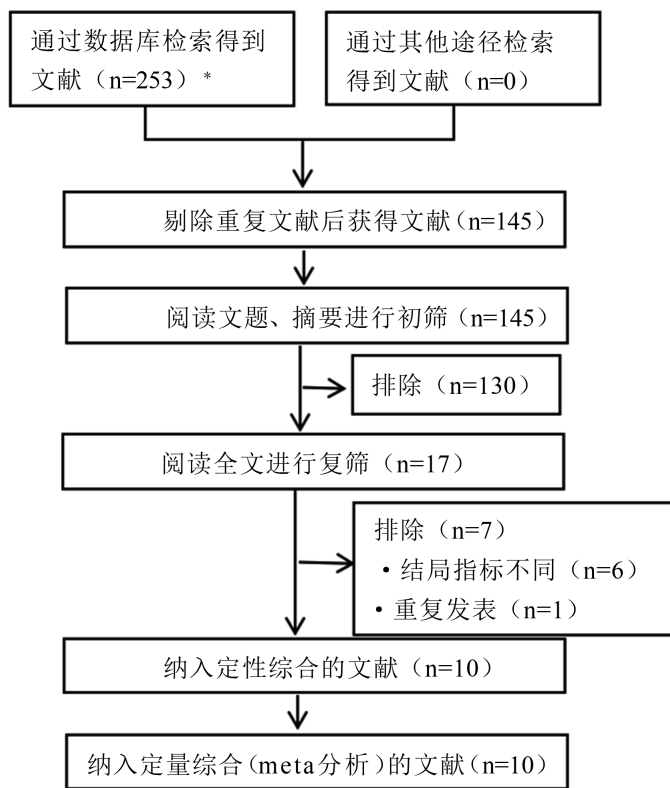 通过数据库检索得到
文献（n=253）*
通过其他途径检索
得到文献（n=0）
剔除重复文献后获得文献(n=145)
阅读文题、摘要进行初筛（n=145)
排除（n=130）
阅读全文进行复筛（n=17）
排除（n=7）
·结局指标不同（n=6）
·重复发表（n=1）
纳入定性综合的文献（n=10）
纳入定量综合(meta分析)的文献(n=10)